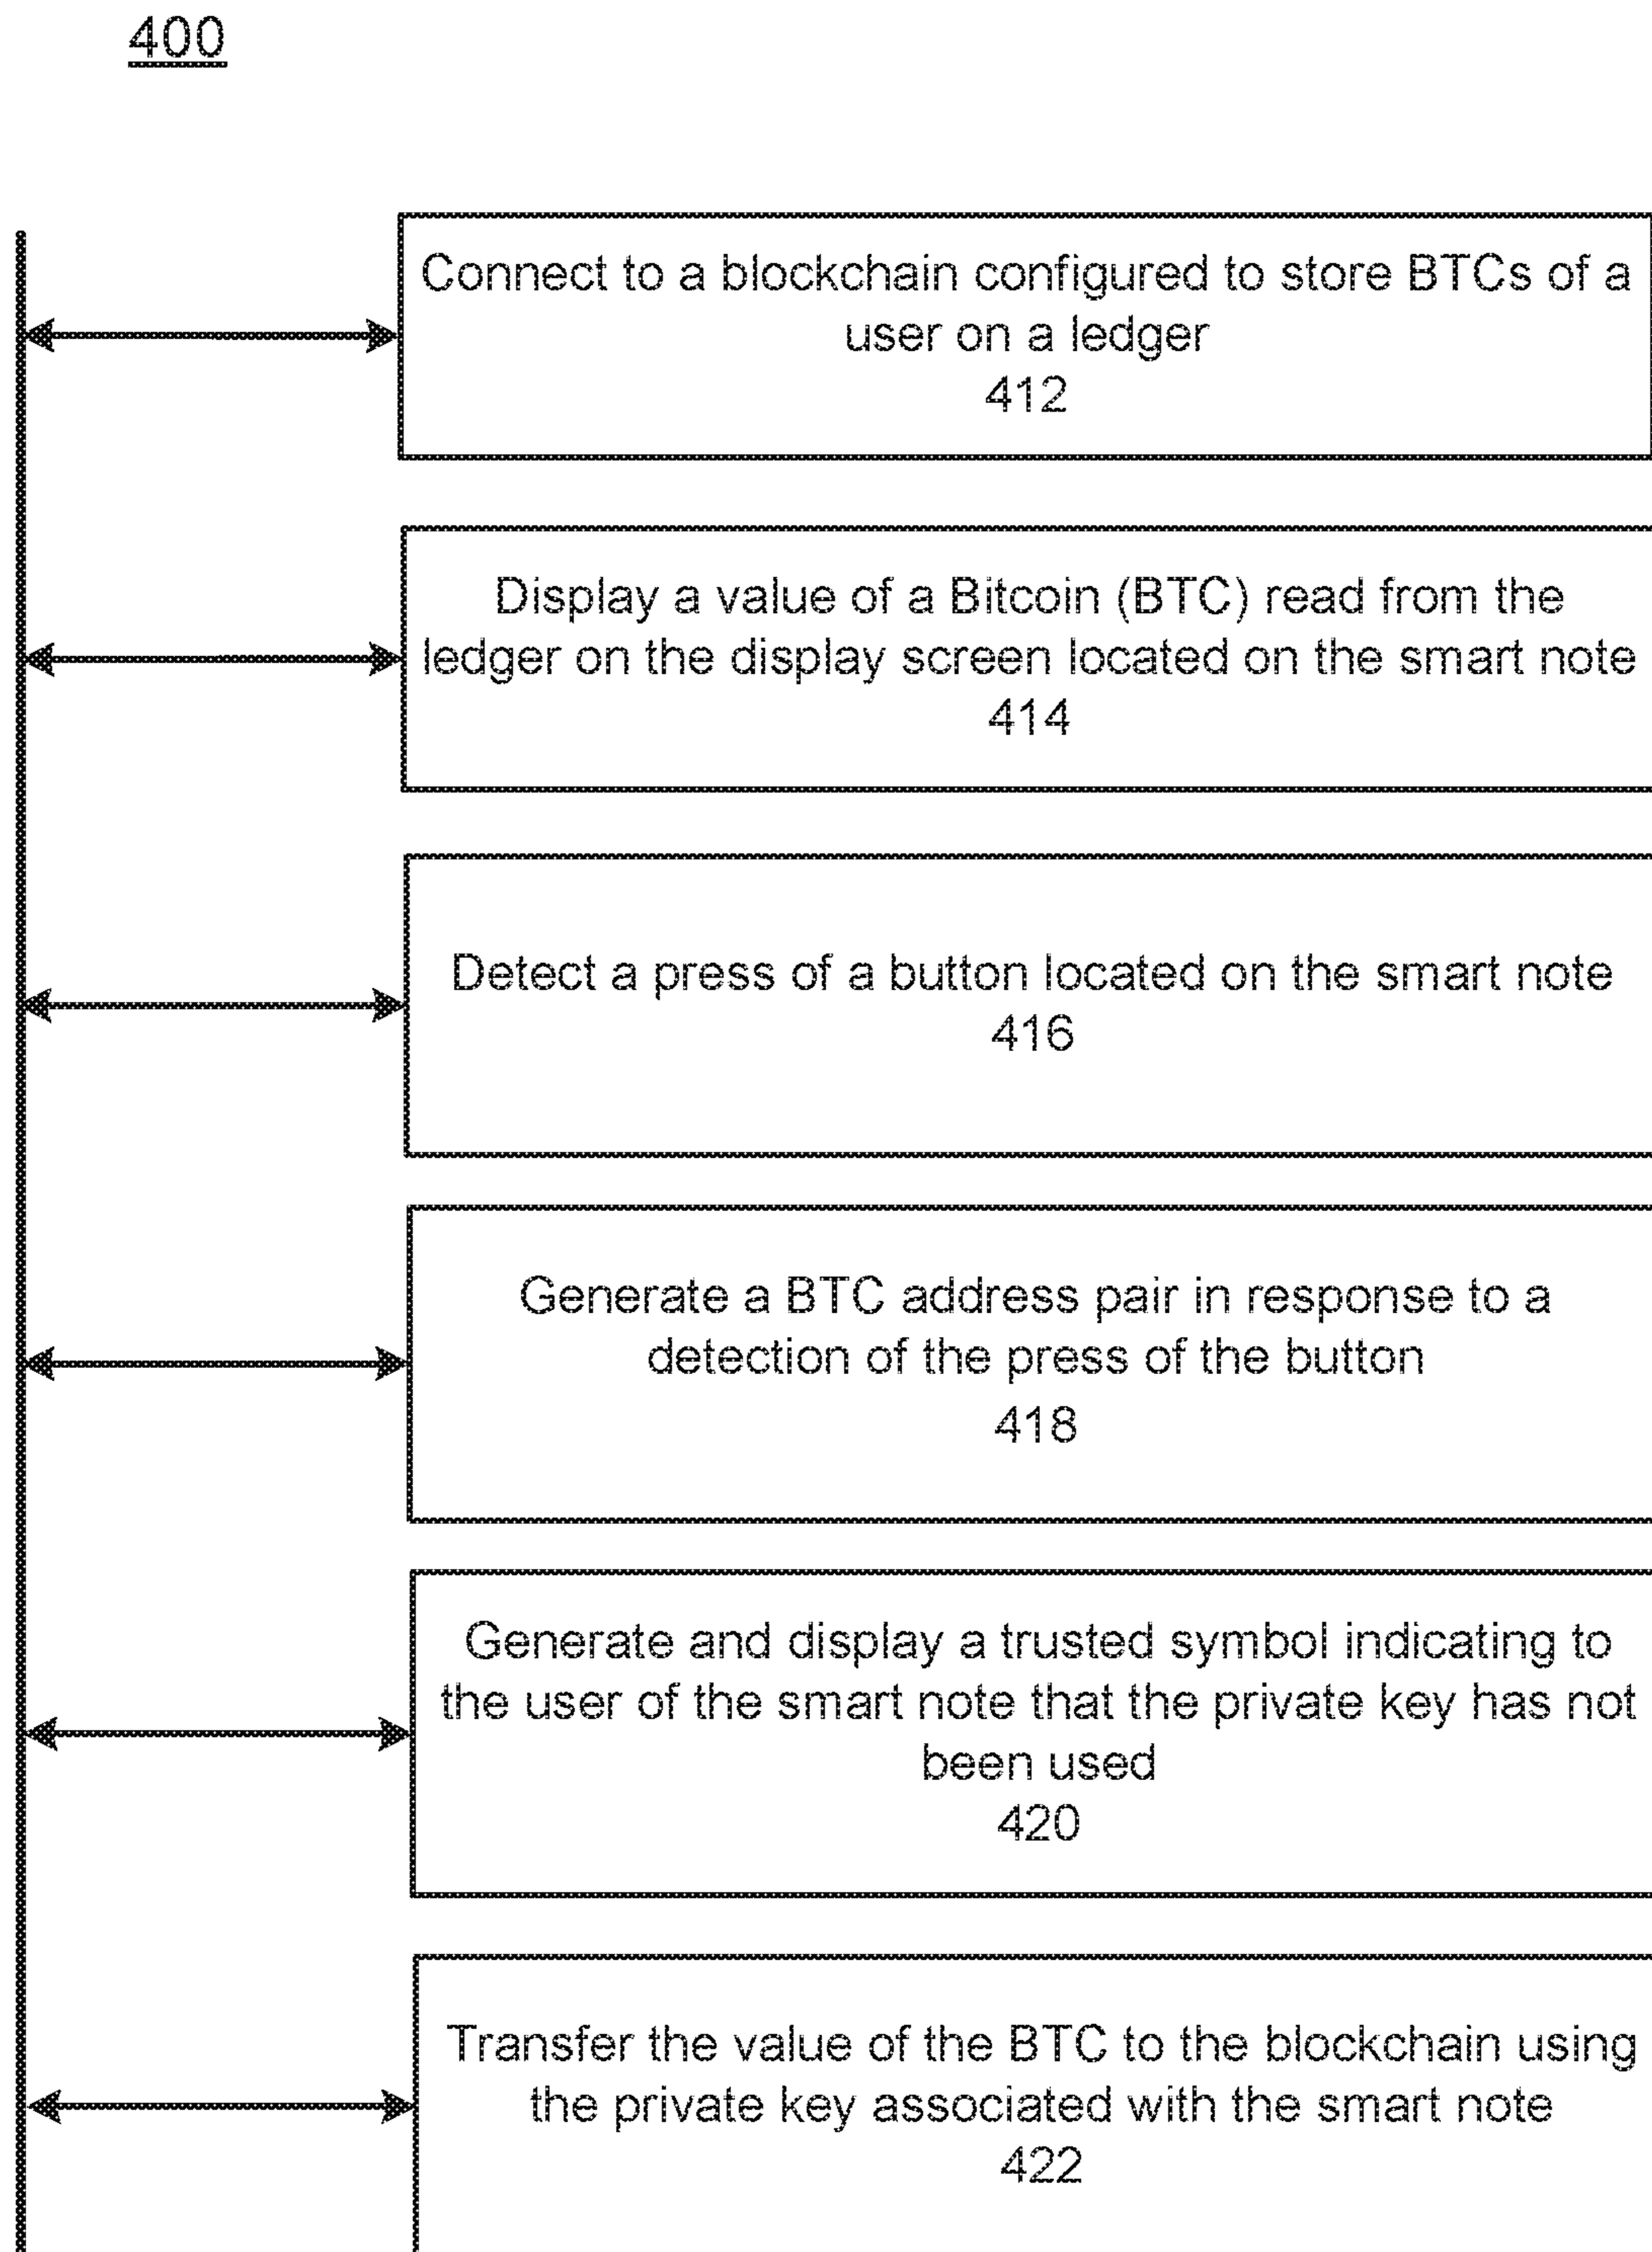 400
Connect to a blockchain configured to store BTCs of a
user on a ledger
412
Display a value of a Bitcoin (BTC) read from the
ledger on the display screen located on the smart note
414
Detect a press of a button located on the smart note
416
Generate a BTC address pair in response to a
detection of the press of the button
418
Generate and display a trusted symbol indicating to
the user of the smart note that the private key has not
been used
420
Transfer the value of the BTC to the blockchain using
the private key associated with the smart note
422